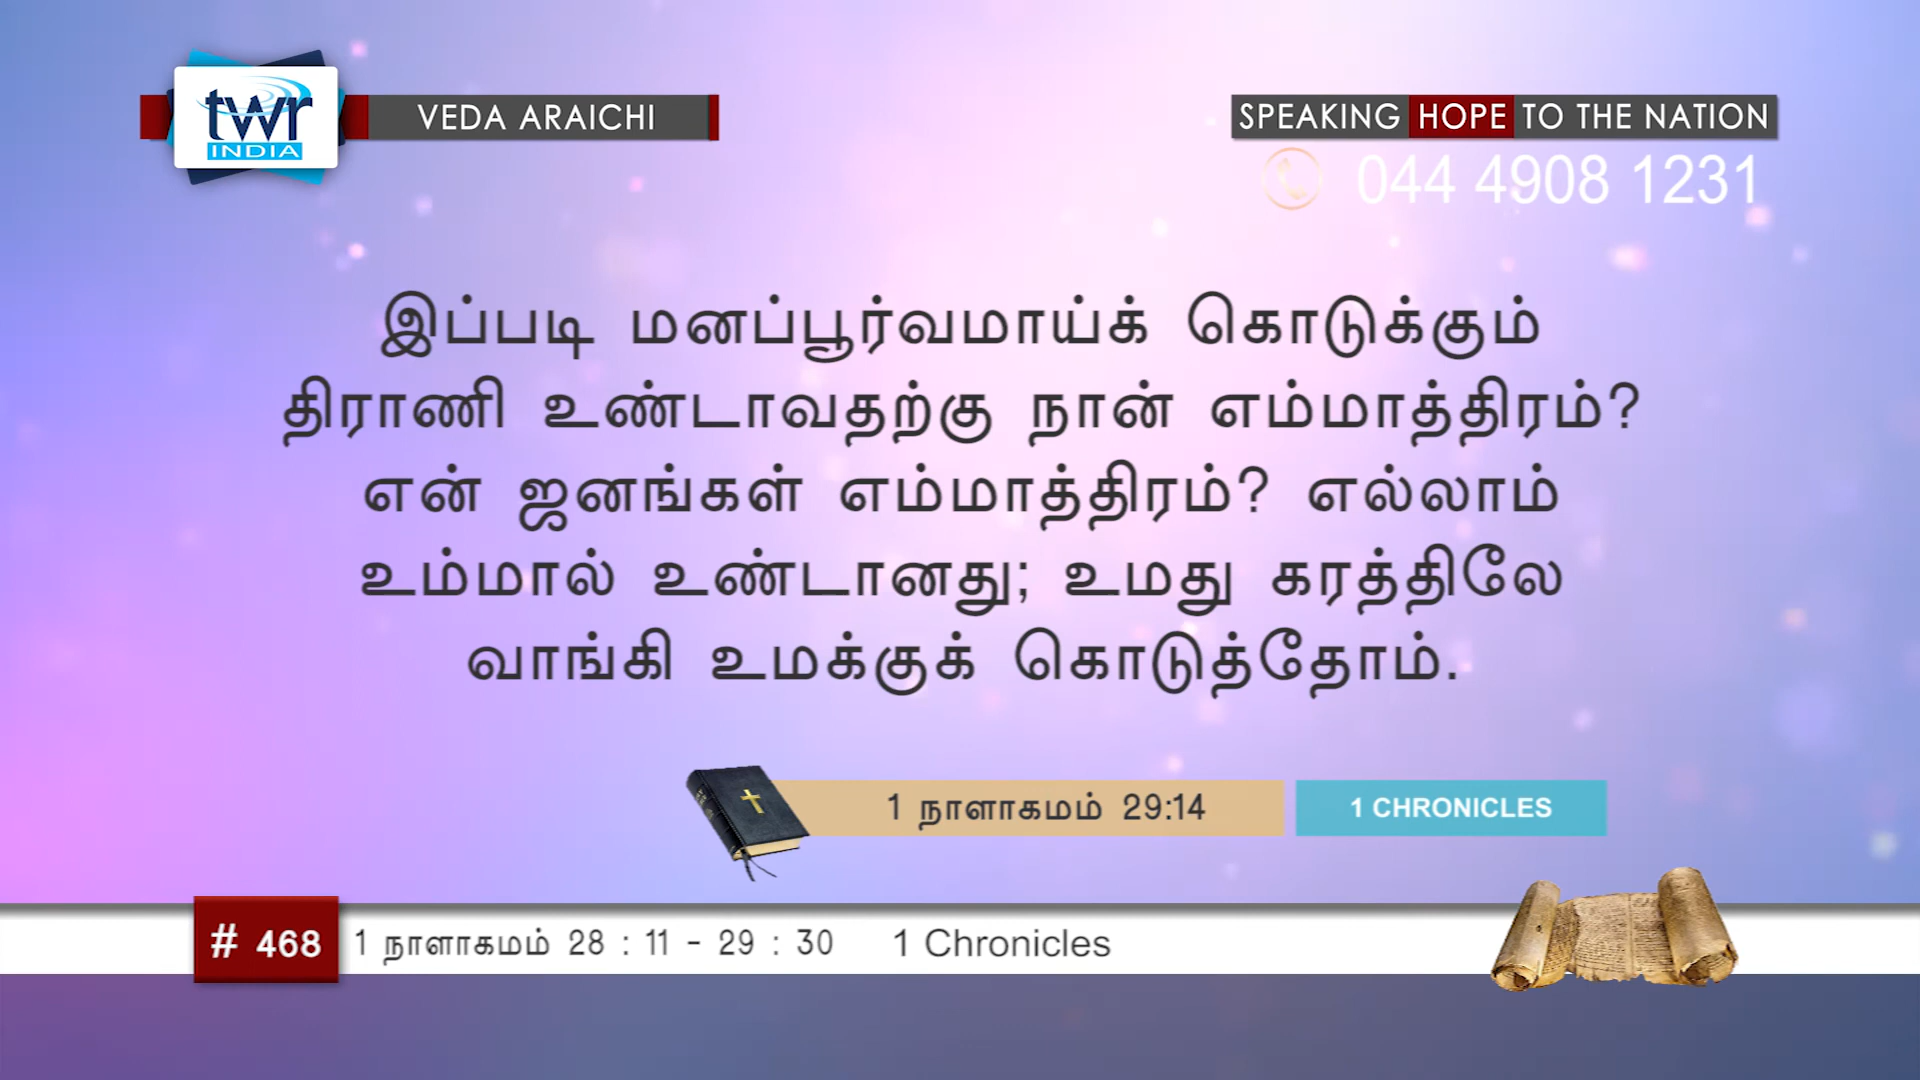 twr
INDIA
VEDA ARAICHI
SPEAKING HOPE TO THE NATION
044 4908 1231
இப்படி மனப்பூர்வமாய்க் கொடுக்கும்
திராணி உண்டாவதற்கு நான் எம்மாத்திரம்?
என் ஜனங்கள் எம்மாத்திரம்? எல்லாம்
உம்மால் உண்டானது; உமது கரத்திலே
வாங்கி உமக்குக் கொடுத்தோம்.
1 நாளாகமம் 29:14
1 CHRONICLES
# 468
1 நாளாகமம் 28 : 11 - 29 : 30 1 Chronicles